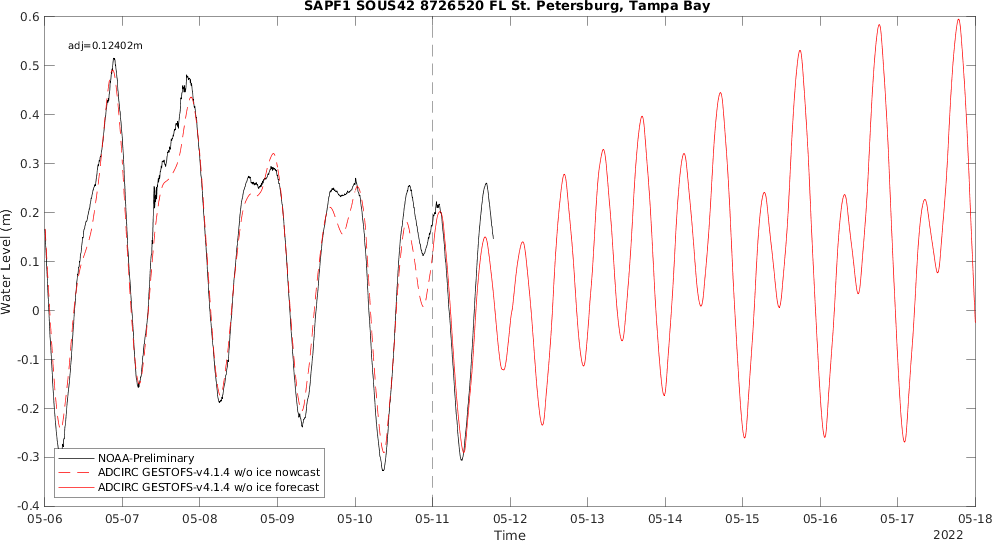 SAPF1 SOUS42 8726520 FL St. Petersburg, Tampa Bay
adj=0.12402m
0.6
0.5
0.4
0.3
0.2
0.1
0
-0.1
-0.2
-0.3
-0.4
Water Level (m)
NOAA-Preliminary
ADCIRC GESTOFS-v4.1.4 w/o ice nowcast
ADCIRC GESTOFS-v4.1.4 w/o ice forecast
05-06 05-07 05-08 05-09 05-10 05-11 05-12 05-13 05-14 05-15 05-16 05-17 05-18
Time
2022